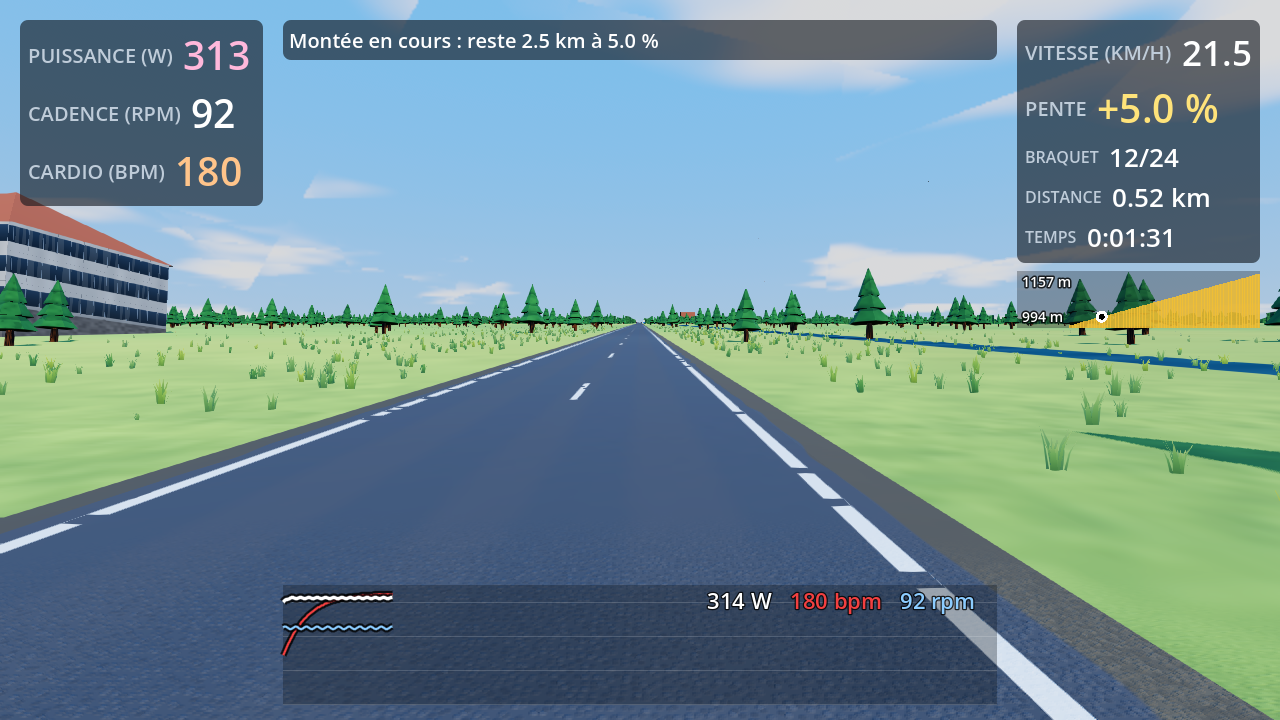 PUISSANCE (W) 313
CADENCE (RPM) 92
CARDIO (BPM) 180
Montée en cours : reste 2.5 km à 5.0 %
VITESSE (KM/H) 21.5
PENTE +5.0 %
BRAQUET 12/24
DISTANCE 0.52 km
TEMPS 0:01:31
1157 m
994 m
314 W 180 bpm 92 rpm